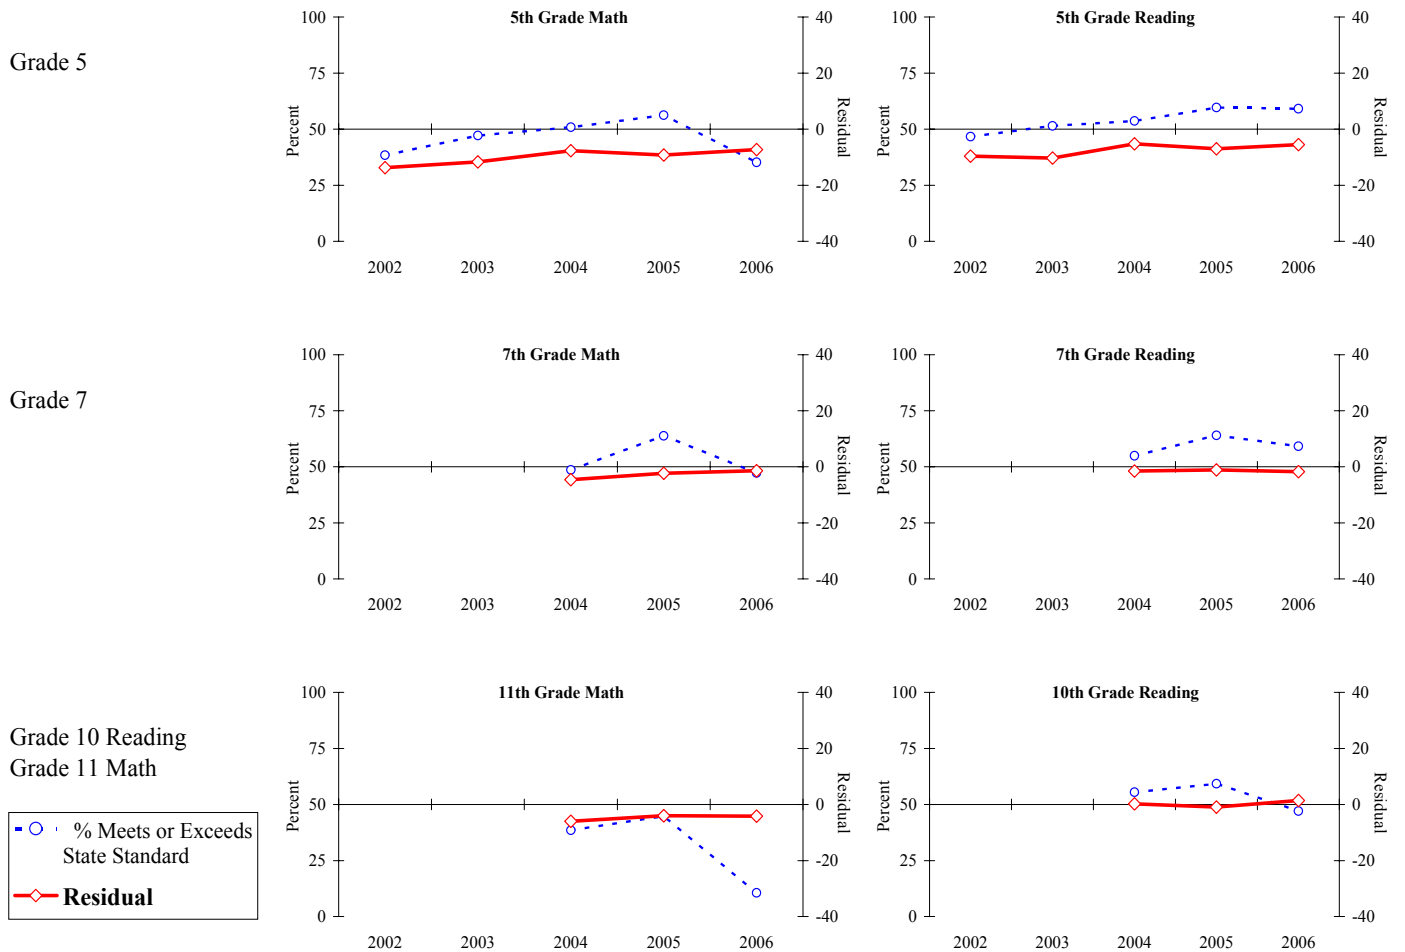 5th Grade Math
5th Grade Reading
Grade 5
100
75
50
25
0
Percent
40
20
0
-20
-40
Residual
2002 2003 2004 2005 2006
100
75
50
25
0
Percent
40
20
0
-20
-40
Residual
2002 2003 2004 2005 2006
7th Grade Math
7th Grade Reading
Grade 7
100
75
50
25
0
Percent
40
20
0
-20
-40
Residual
2002 2003 2004 2005 2006
100
75
50
25
0
Percent
40
20
0
-20
-40
Residual
2002 2003 2004 2005 2006
11th Grade Math
10th Grade Reading
Grade 10 Reading
Grade 11 Math
100
75
50
25
0
Percent
40
20
0
-20
-40
Residual
2002 2003 2004 2005 2006
100
75
50
25
0
Percent
40
20
0
-20
-40
Residual
2002 2003 2004 2005 2006
% Meets or Exceeds
State Standard
Residual